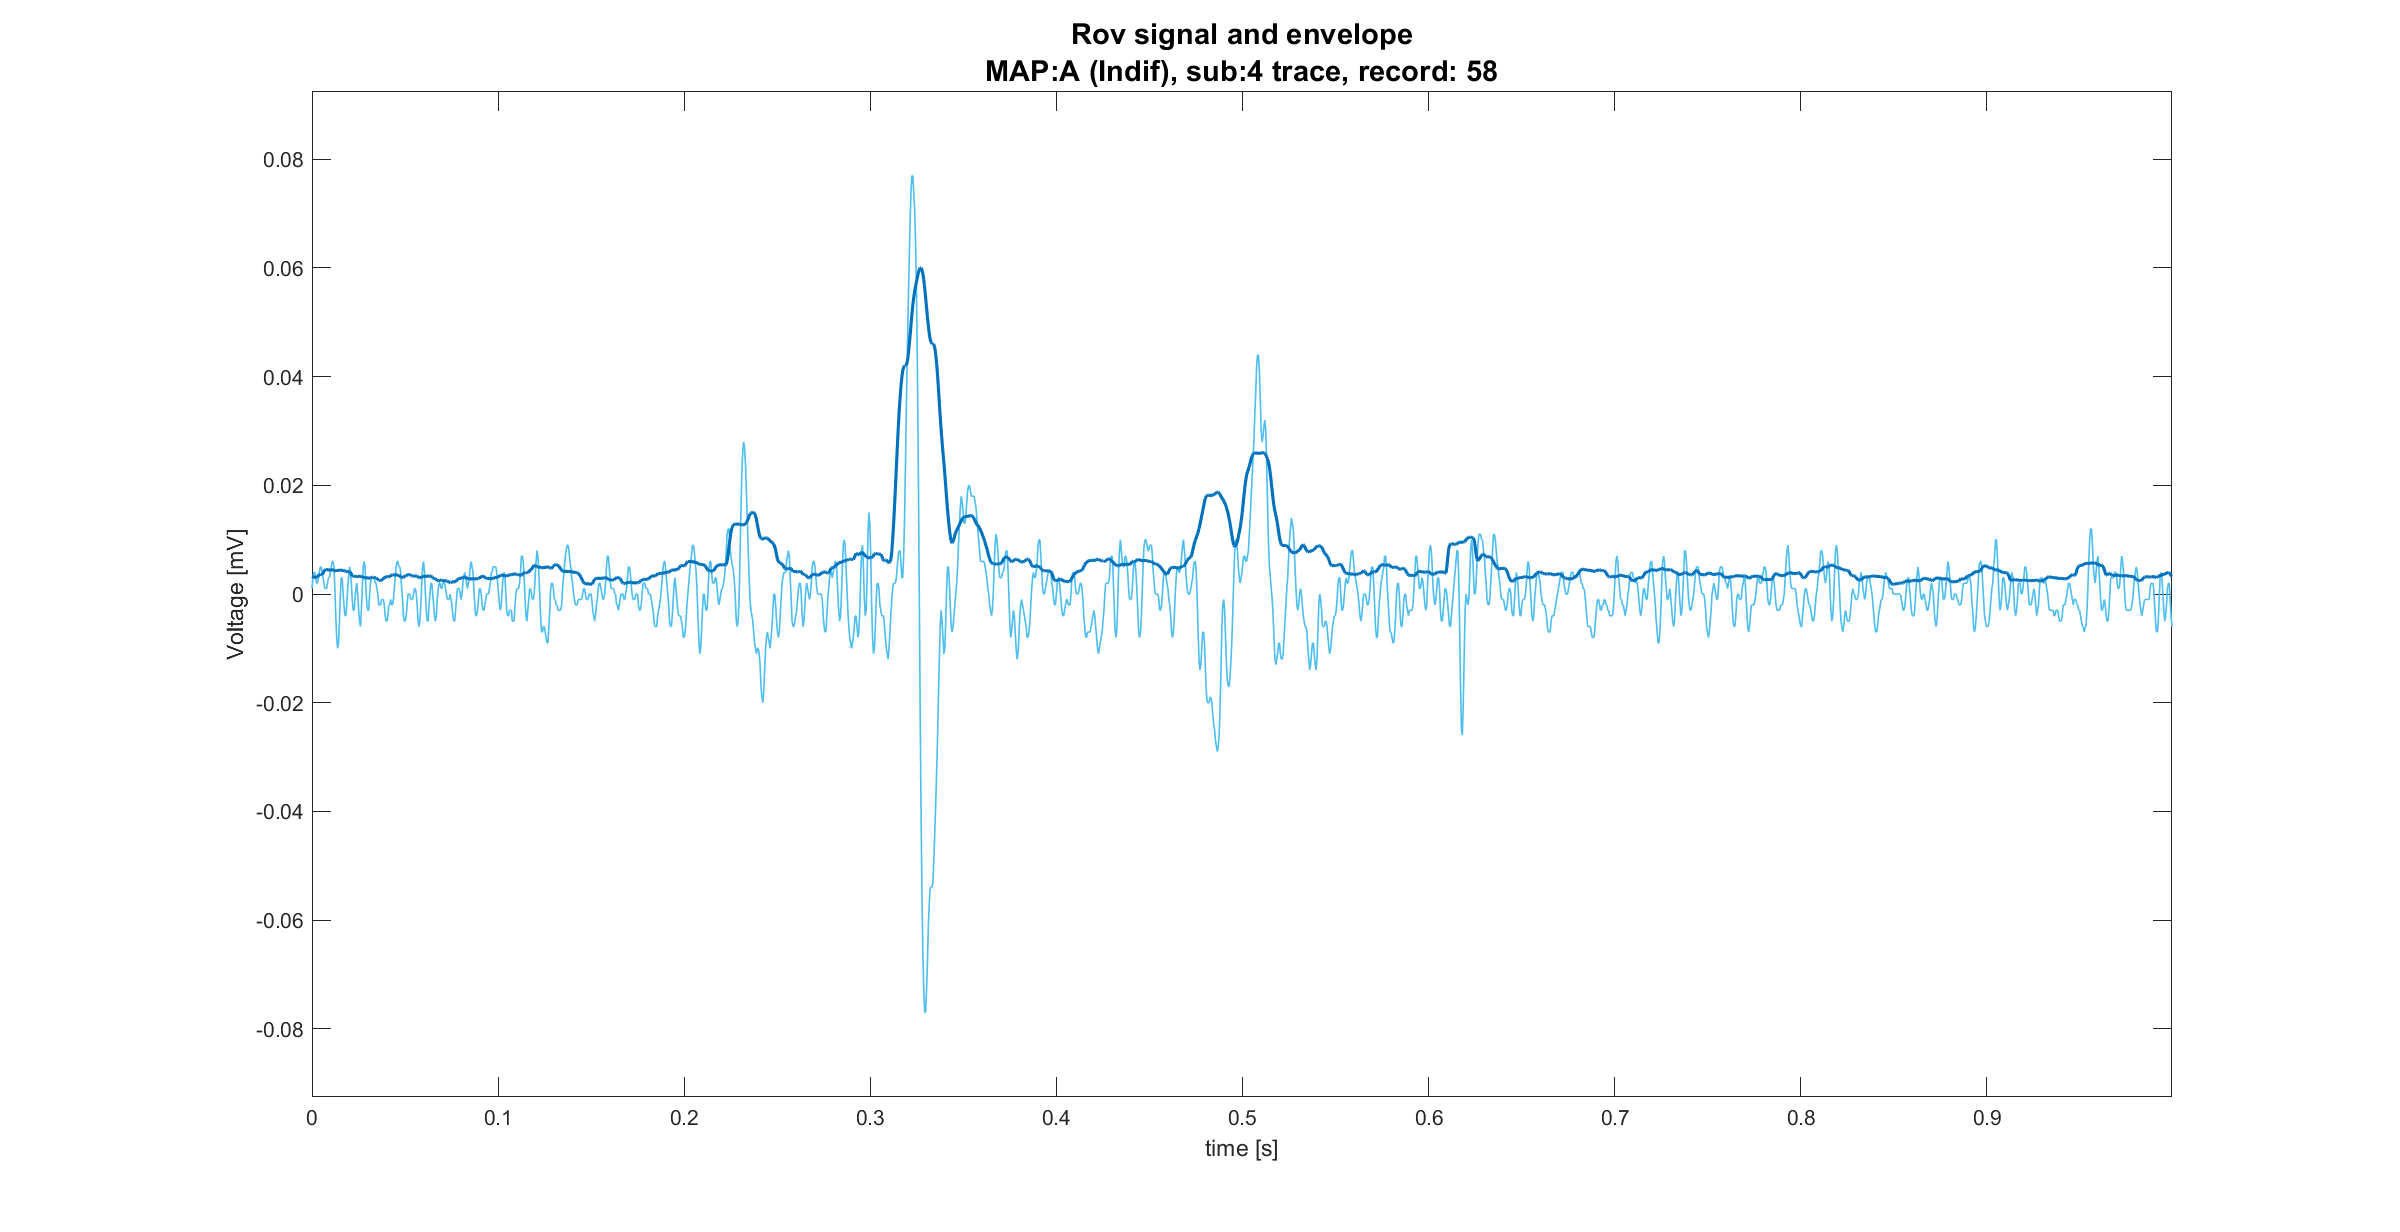 Rov signal and envelope
MAP:A (Indif), sub:4 trace, record: 58
0.08
0.06
0.04
0.02
0
-0.02
-0.04
-0.06
-0.08
Voltage [mV]
0 0.1 0.2 0.3 0.4 0.5 0.6 0.7 0.8 0.9
time [s]